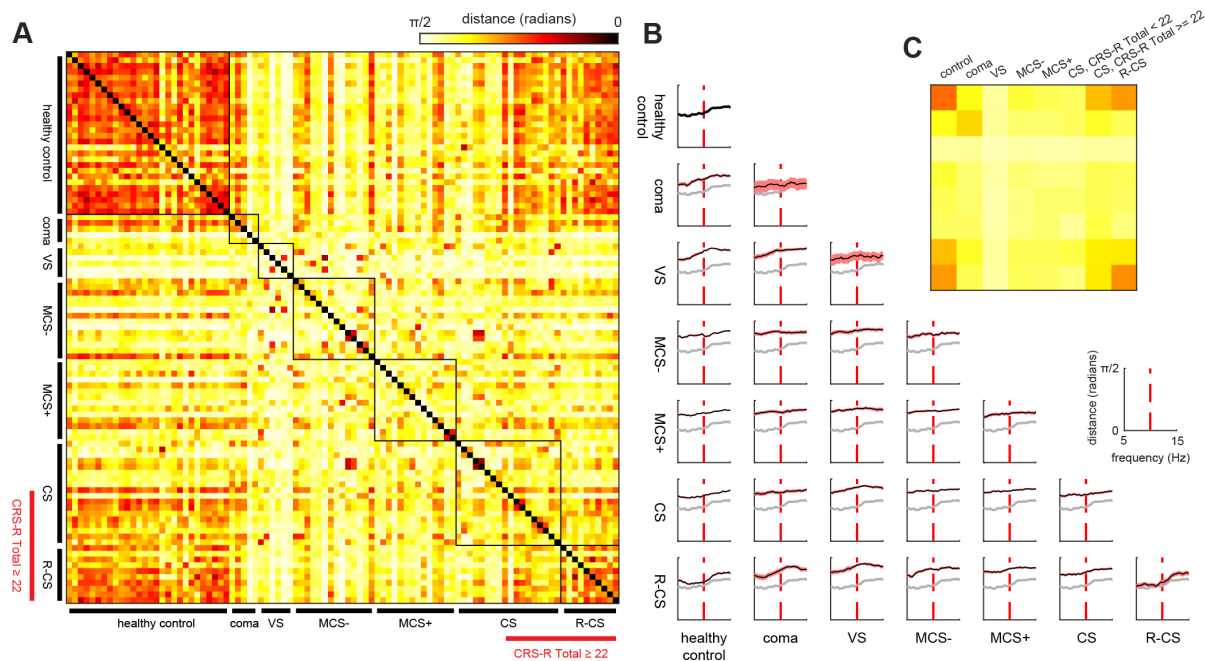 A
π/2
distance (radians)
0
healthy control
coma
VS
MCS-
MCS+
CS
R-CS
CRS-R Total ≥ 22
healthy control
coma
VS
MCS-
MCS+
CS
R-CS
CRS-R Total ≥ 22
B
healthy
control
coma
VS
MCS-
MCS+
CS
R-CS
healthy
control
coma
VS
MCS-
MCS+
CS
R-CS
C
control
coma
VS
MCS-
MCS+
CS, CRS-R Total < 22
CS, CRS-R Total >= 22
R-CS
distance (radians)
π/2
0
5
15
frequency (Hz)